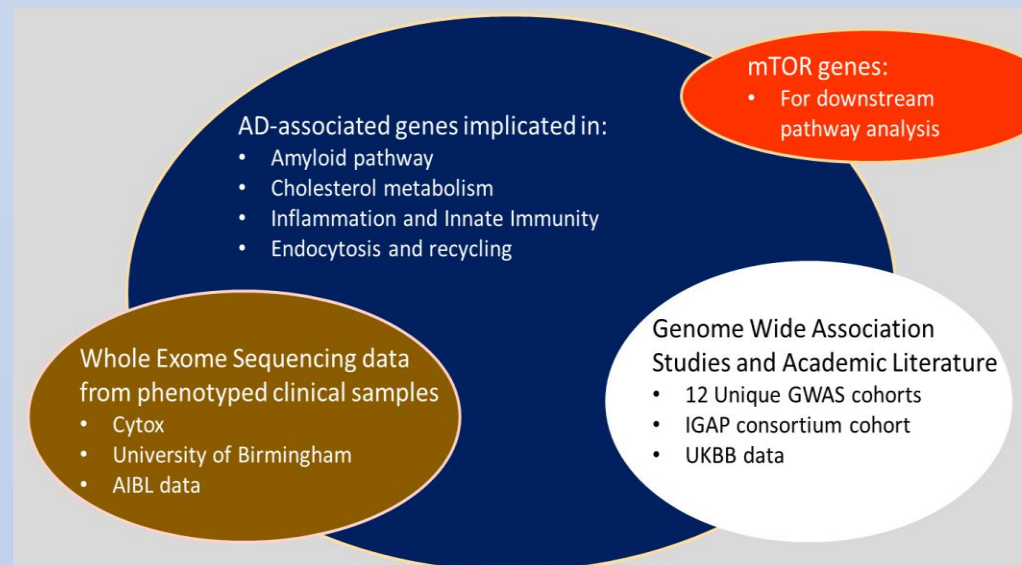 mTOR genes:
• For downstream
pathway analysis
AD-associated genes implicated in:
• Amyloid pathway
• Cholesterol metabolism
• Inflammation and Innate Immunity
• Endocytosis and recycling
Whole Exome Sequencing data
from phenotyped clinical samples
• Cytox
• University of Birmingham
• AIBL data
Genome Wide Association
Studies and Academic Literature
• 12 Unique GWAS cohorts
• IGAP consortium cohort
• UKBB data